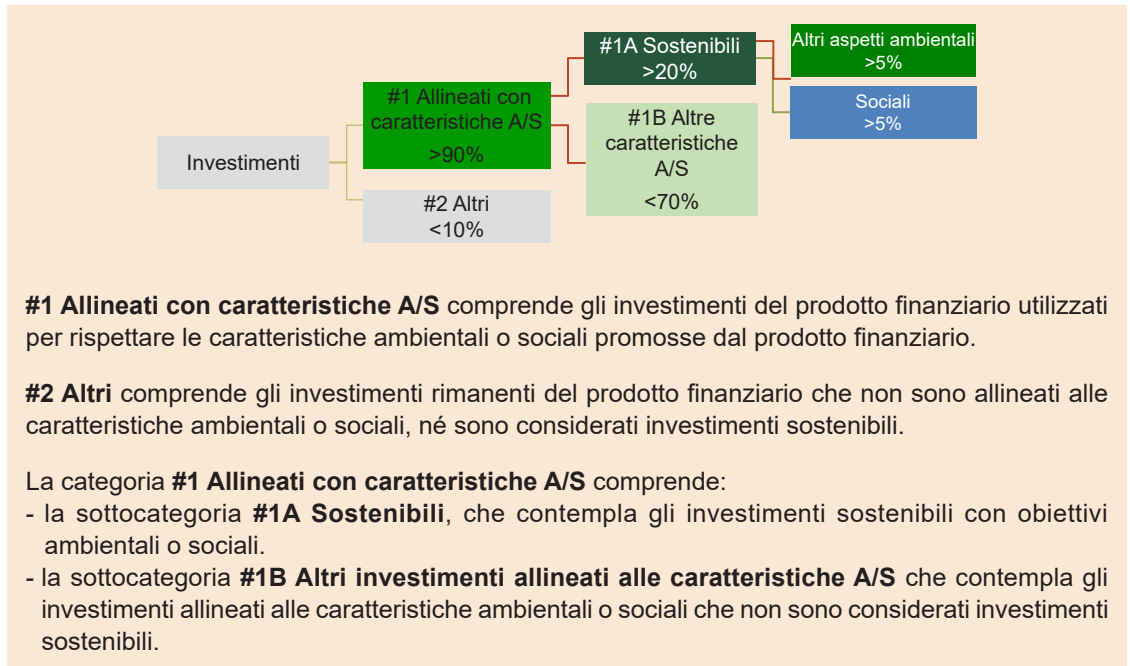 #1A Sostenibili
>20%
Altri aspetti ambientali
>5%
Sociali
>5%
#1 Allineati con
caratteristiche A/S
>90%
#1B Altre
caratteristiche
A/S
<70%
Investimenti
#2 Altri
<10%
#1 Allineati con caratteristiche A/S comprende gli investimenti del prodotto finanziario utilizzati
per rispettare le caratteristiche ambientali o sociali promosse dal prodotto finanziario.
#2 Altri comprende gli investimenti rimanenti del prodotto finanziario che non sono allineati alle
caratteristiche ambientali o sociali, né sono considerati investimenti sostenibili.
La categoria #1 Allineati con caratteristiche A/S comprende:
- la sottocategoria #1A Sostenibili, che contempla gli investimenti sostenibili con obiettivi
ambientali o sociali.
- la sottocategoria #1B Altri investimenti allineati alle caratteristiche A/S che contempla gli
investimenti allineati alle caratteristiche ambientali o sociali che non sono considerati investimenti
sostenibili.